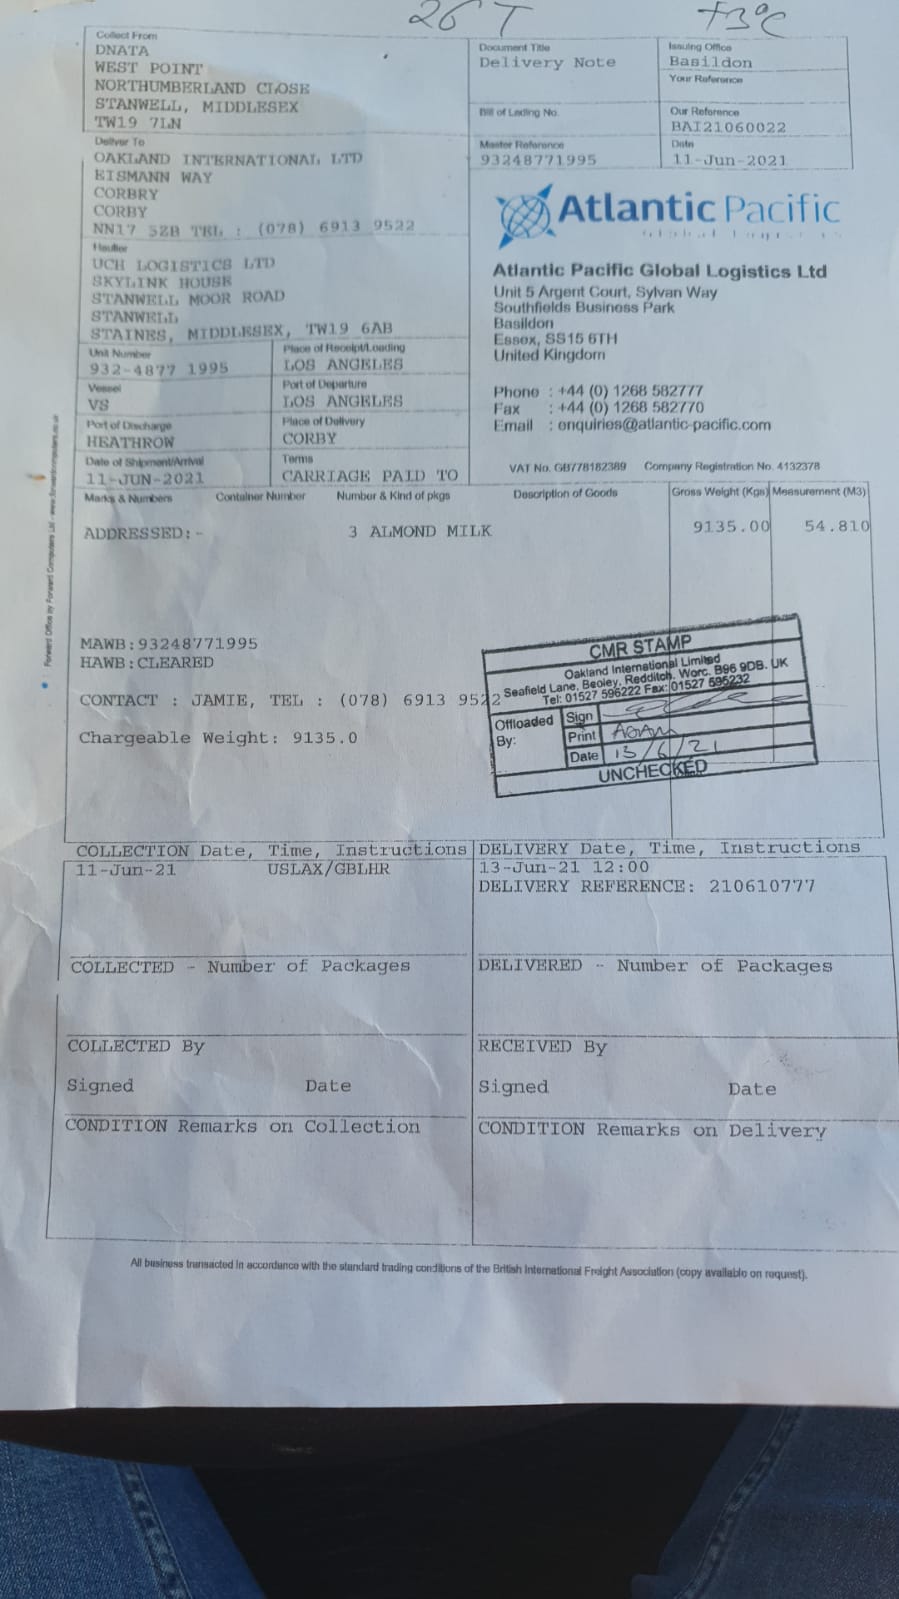 26 T +3°C
Collect From
DNATA
WEST POINT
NORTHUMBERLAND CLOSE
STANWELL, MIDDLESEX
TW19 7LN
Document Title
Delivery Note
Issuing Office
Basildon
Your Reference
Bill of Lading No.
Our Reference
BAI21060022
Master Reference
93248771995
Date
11-Jun-2021
Deliver To
OAKLAND INTERNATIONAL LTD
EISMANN WAY
CORBRY
CORBY
NN17 5ZB TEL : (078) 6913 9522
Haulier
UCH LOGISTICS LTD
SKYLINK HOUSE
STANWELL MOOR ROAD
STANWELL
STAINES, MIDDLESEX, TW19 6AB
Atlantic Pacific
Global Logistics
Atlantic Pacific Global Logistics Ltd
Unit 5 Argent Court, Sylvan Way
Southfields Business Park
Basildon
Essex, SS15 6TH
United Kingdom
Phone : +44 (0) 1268 582777
Fax : +44 (0) 1268 582770
Email : enquiries@atlantic-pacific.com
VAT No. GB778182389 Company Registration No. 4132378
Unit Number
932-4877 1995
Place of Receipt/Loading
LOS ANGELES
Vessel
VS
Port of Departure
LOS ANGELES
Port of Discharge
HEATHROW
Place of Delivery
CORBY
Date of Shipment/Arrival
11-JUN-2021
Terms
CARRIAGE PAID TO
Marks & Numbers Container Number Number & Kind of pkgs Description of Goods Gross Weight (Kgs) Measurement (M3)
ADDRESSED:- 3 ALMOND MILK 9135.00 54.810
MAWB:93248771995
HAWB:CLEARED
CONTACT : JAMIE, TEL : (078) 6913 9522
Chargeable Weight: 9135.0
CMR STAMP
Oakland International Limited
Seafield Lane, Beoley, Redditch, Worc. B96 9DB. UK
Tel: 01527 596222 Fax: 01527 596232
Offloaded By:
Sign
Print ADAM
Date 13/6/21
UNCHECKED
COLLECTION Date, Time, Instructions
11-Jun-21 USLAX/GBLHR
DELIVERY Date, Time, Instructions
13-Jun-21 12:00
DELIVERY REFERENCE: 210610777
COLLECTED - Number of Packages
DELIVERED - Number of Packages
COLLECTED By
Signed Date
RECEIVED By
Signed Date
CONDITION Remarks on Collection
CONDITION Remarks on Delivery
All business transacted in accordance with the standard trading conditions of the British International Freight Association (copy available on request).
Forward Office by Forward Computers Ltd - www.forwardcomputers.co.uk